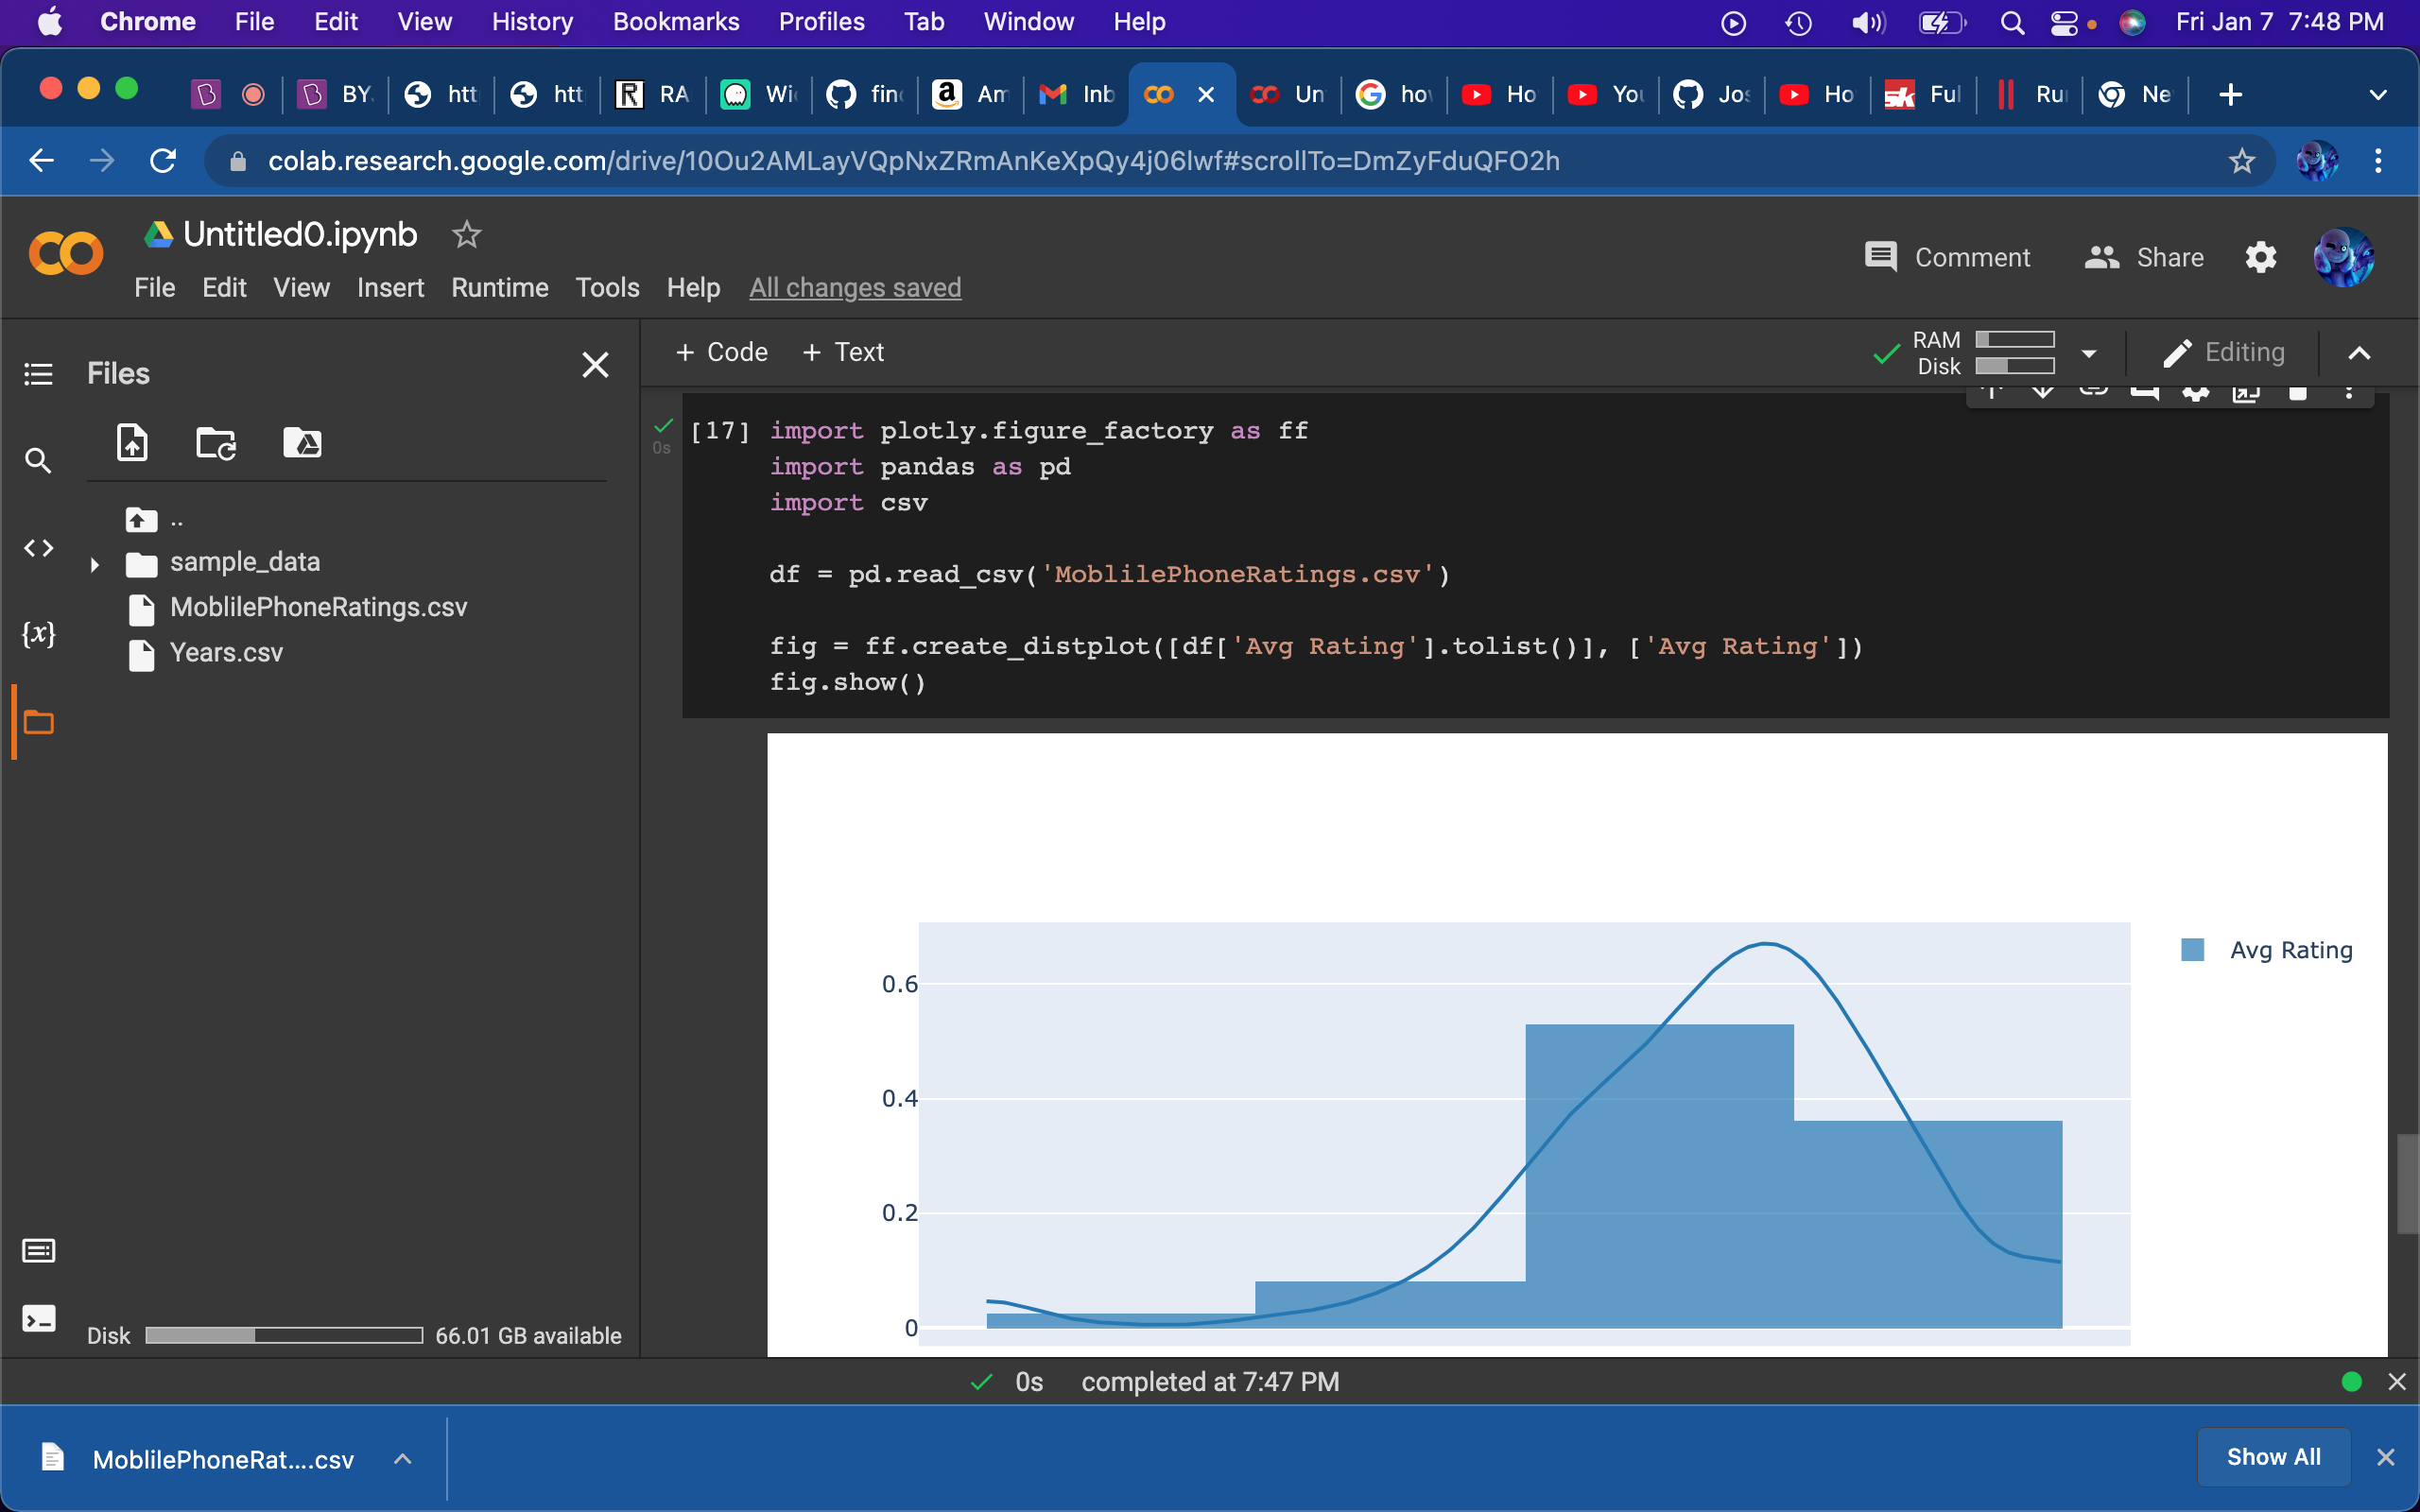 Chrome File Edit View History Bookmarks Profiles Tab Window Help Fri Jan 7 7:48 PM
BY. htt htt RA Wi fin Am Inb Un ho Ho You Jos Ho Ful Ru Ne
colab.research.google.com/drive/10Ou2AMLayVQpNxZRmAnKeXpQy4j06lwf#scrollTo=DmZyFduQFO2h
Untitled0.ipynb
Comment Share
File Edit View Insert Runtime Tools Help All changes saved
Files
+ Code + Text
RAM
Disk
Editing
[17] import plotly.figure_factory as ff
0s
import pandas as pd
import csv
df = pd.read_csv('MoblilePhoneRatings.csv')
fig = ff.create_distplot([df['Avg Rating'].tolist()], ['Avg Rating'])
fig.show()
..
sample_data
MoblilePhoneRatings.csv
Years.csv
{x}
Avg Rating
0.6
0.4
0.2
0
Disk 66.01 GB available
0s completed at 7:47 PM
MoblilePhoneRat....csv
Show All